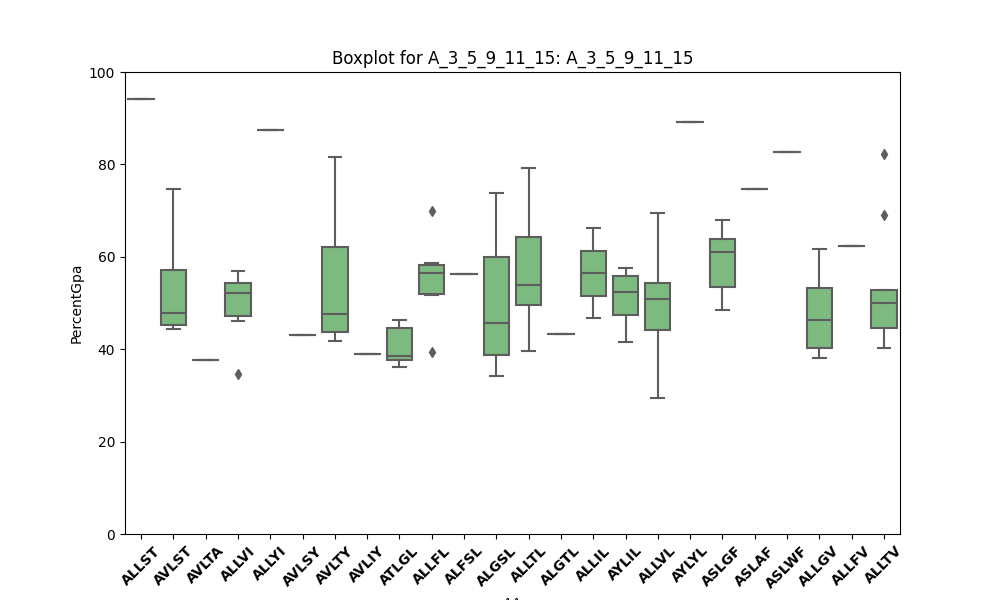 Boxplot for A_3_5_9_11_15: A_3_5_9_11_15
PercentGpa
100
80
60
40
20
0
ALLST AVLST AVLTA ALLVI ALLYI AVLSY AVLTY AVLIY ATLGL ALLFL ALFSL ALGSL ALLTL ALGTL ALLIL AYLIL ALLVL AYLYL ASLGF ASLAF ASLWF ALLGV ALLFV ALLTV